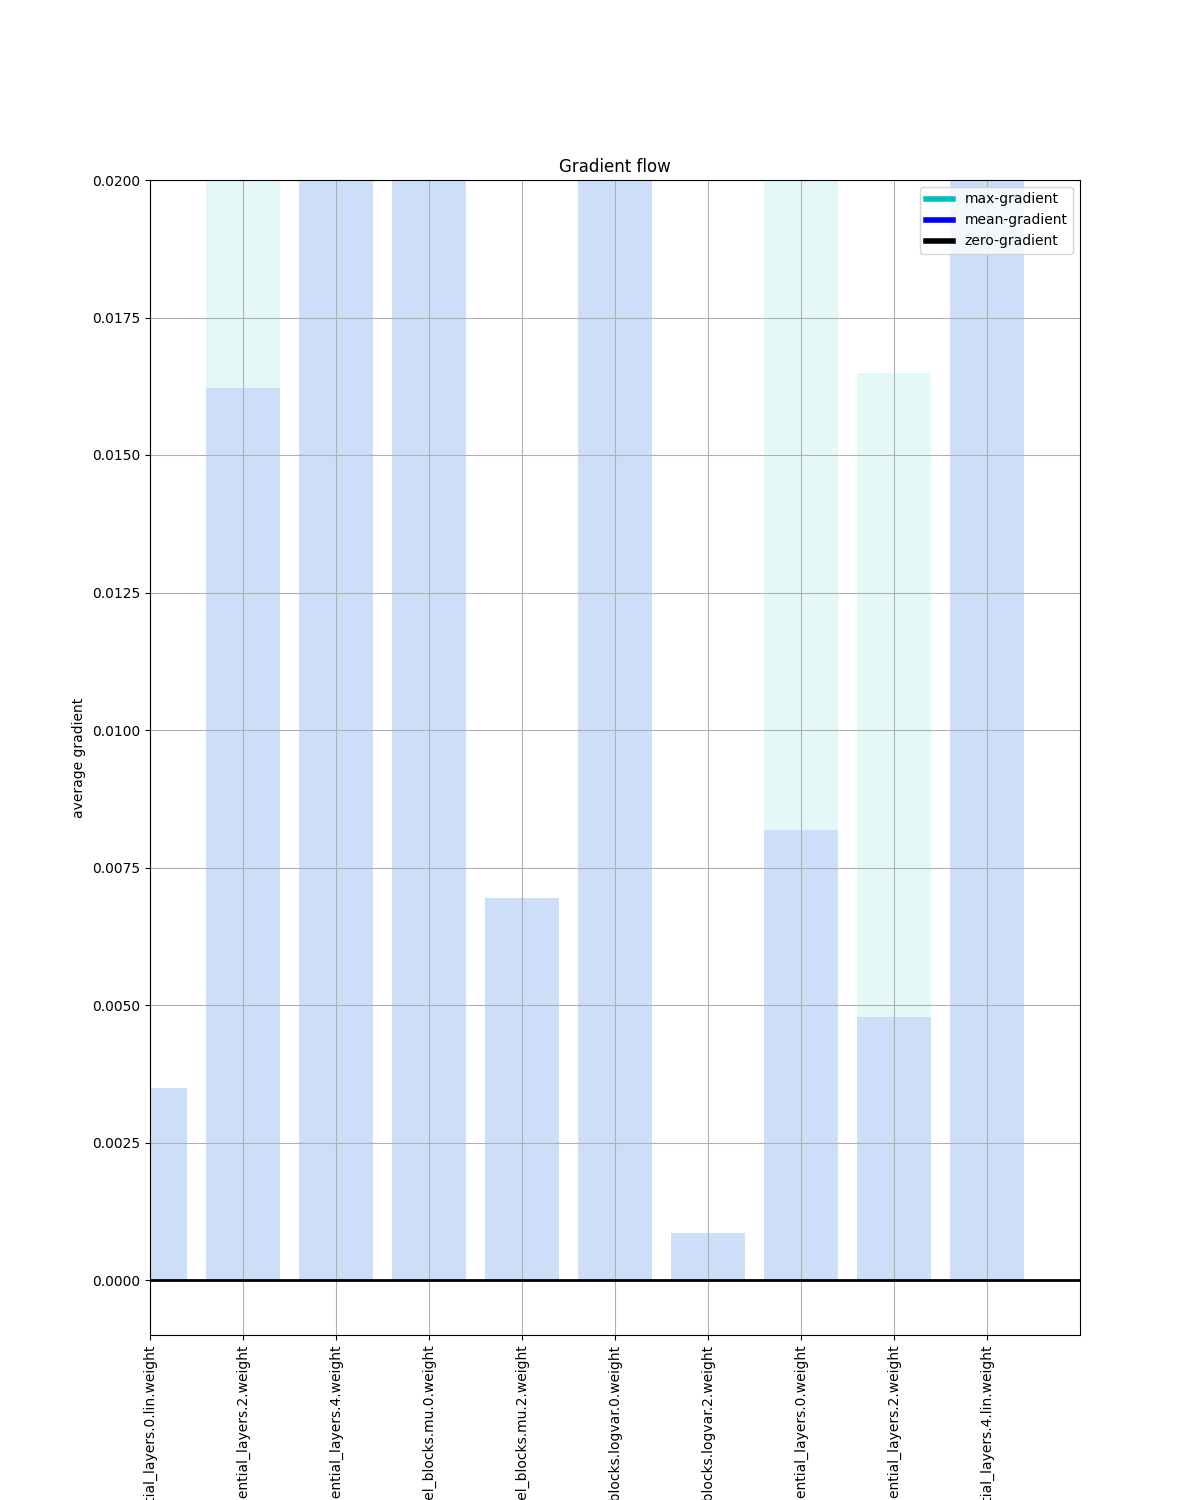 Gradient flow
max-gradient
mean-gradient
zero-gradient
0.0200
0.0175
0.0150
0.0125
0.0100
0.0075
0.0050
0.0025
0.0000
average gradient
tial_layers.0.lin.weight
ential_layers.2.weight
ential_layers.4.weight
el_blocks.mu.0.weight
el_blocks.mu.2.weight
blocks.logvar.0.weight
blocks.logvar.2.weight
ential_layers.0.weight
ential_layers.2.weight
tial_layers.4.lin.weight